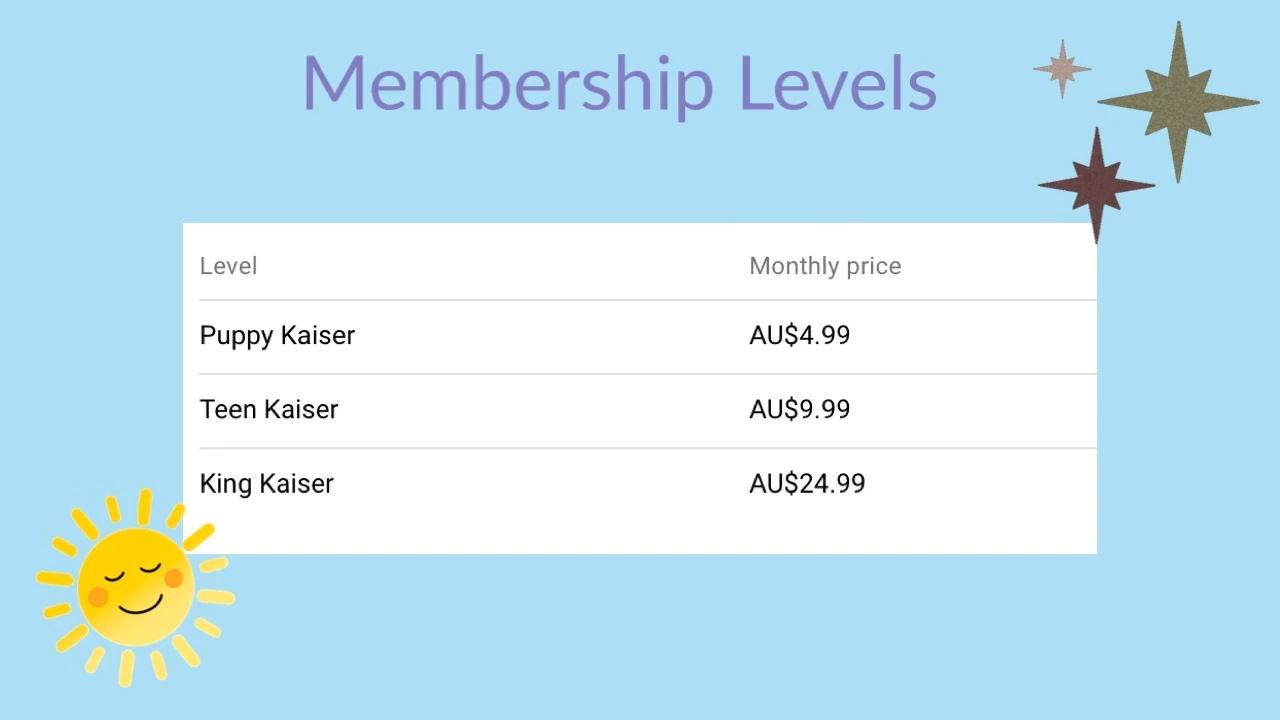 Membership Levels
Level Monthly price
Puppy Kaiser AU$4.99
Teen Kaiser AU$9.99
King Kaiser AU$24.99